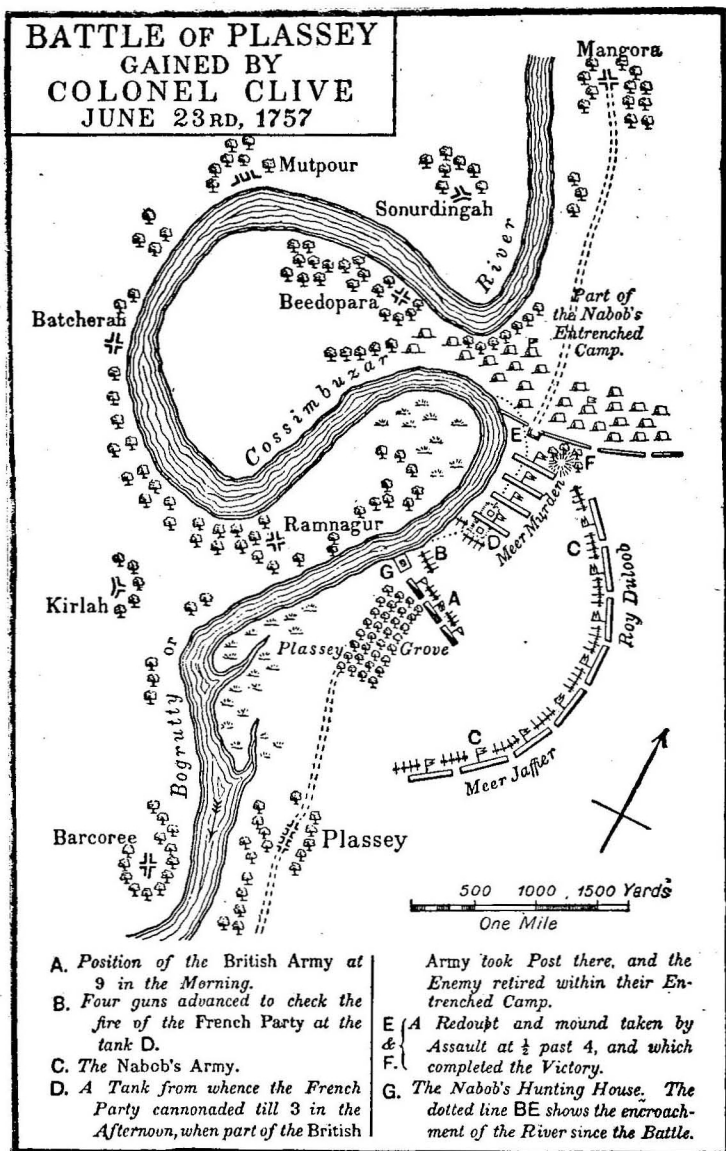 BATTLE OF PLASSEY
GAINED BY
COLONEL CLIVE
JUNE 23RD, 1757
Mangora
Mutpour
Sonurdingah
River
Beedopara
Batcherah
Part of
the Nabob's
Entrenched
Camp.
Cossimbuzar
E
F
Ramnagur
Meer Murden
D
C
Roy Duloob
B
G
A
Kirlah
Plassey Grove
Bogrutty or
C
Meer Jaffier
Barcoree
Plassey
500 1000 1500 Yards
One Mile
A. Position of the British Army at
9 in the Morning.
B. Four guns advanced to check the
fire of the French Party at the
tank D.
C. The Nabob's Army.
D. A Tank from whence the French
Party cannonaded till 3 in the
Afternoon, when part of the British
Army took Post there, and the
Enemy retired within their En-
trenched Camp.
E & F. A Redoubt and mound taken by
Assault at ½ past 4, and which
completed the Victory.
G. The Nabob's Hunting House. The
dotted line BE shows the encroach-
ment of the River since the Battle.